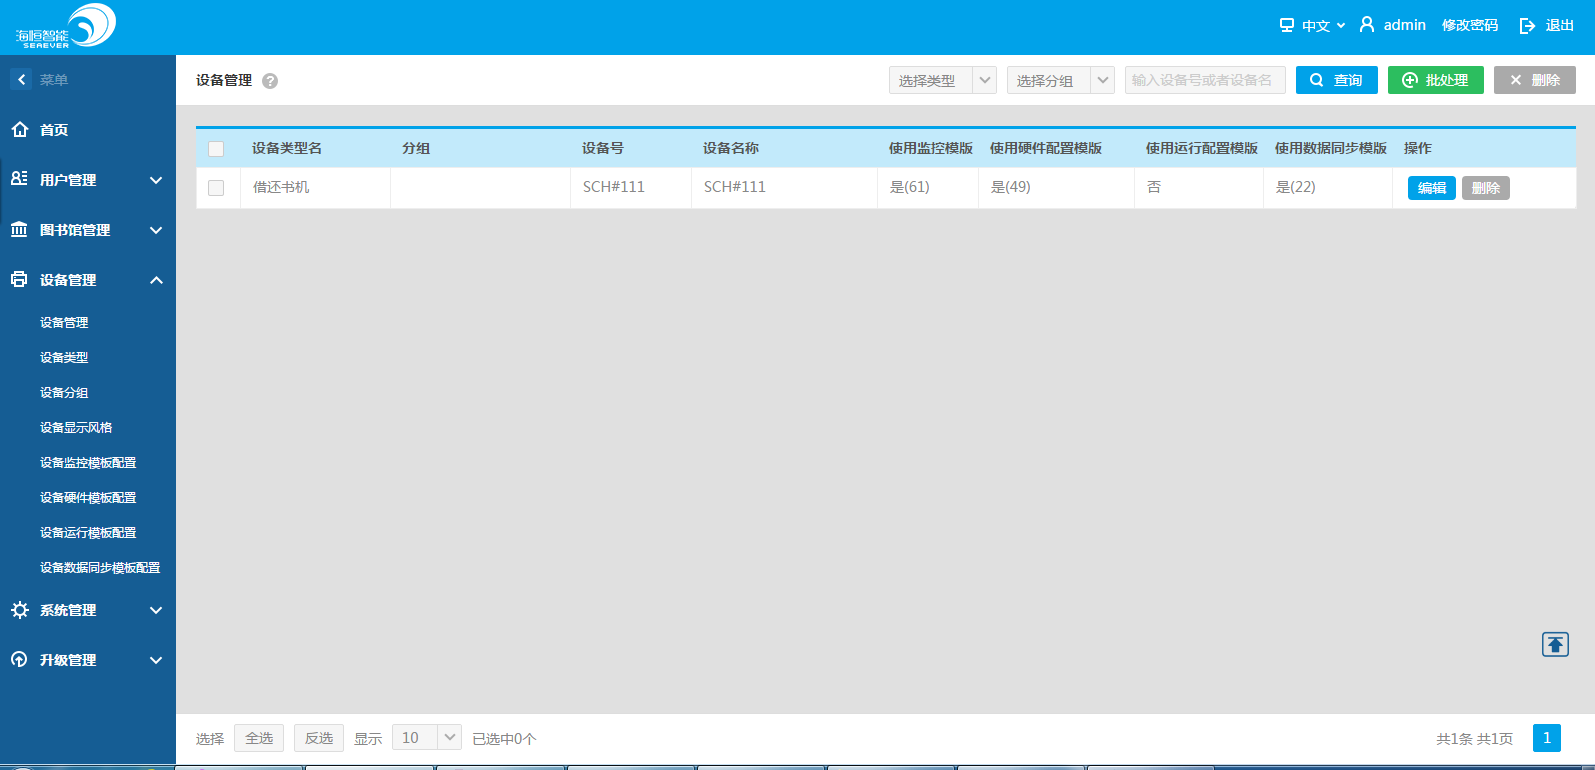 海恒智能
SEAEVER
中文 admin 修改密码 退出
菜单
首页
用户管理
图书馆管理
设备管理
设备管理
设备类型
设备分组
设备显示风格
设备监控模板配置
设备硬件模板配置
设备运行模板配置
设备数据同步模板配置
系统管理
升级管理
设备管理 ?
选择类型 选择分组 输入设备号或者设备名 查询 批处理 删除
设备类型名 分组 设备号 设备名称 使用监控模版 使用硬件配置模版 使用运行配置模版 使用数据同步模版 操作
借还书机 SCH#111 SCH#111 是(61) 是(49) 否 是(22) 编辑 删除
选择 全选 反选 显示 10 已选中0个 共1条 共1页 1